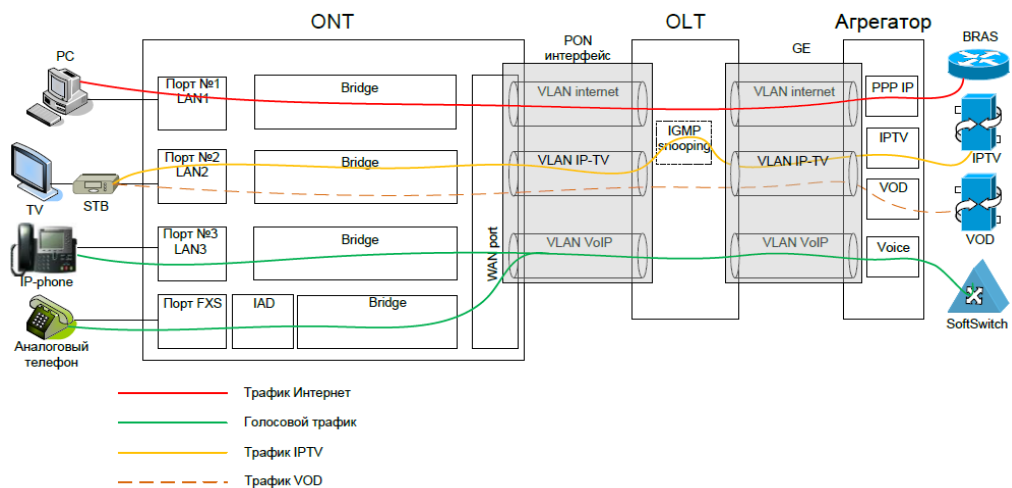 ONT
OLT
Агрегатор
PON
интерфейс
GE
BRAS
PC
Порт №1
LAN1
Bridge
VLAN internet
VLAN internet
PPP IP
IGMP
snooping
Порт №2
LAN2
Bridge
VLAN IP-TV
VLAN IP-TV
IPTV
IPTV
TV
STB
VOD
VOD
Порт №3
LAN3
Bridge
WAN port
VLAN VoIP
VLAN VoIP
Voice
IP-phone
Порт FXS
IAD
Bridge
SoftSwitch
Аналоговый
телефон
Трафик Интернет
Голосовой трафик
Трафик IPTV
Трафик VOD